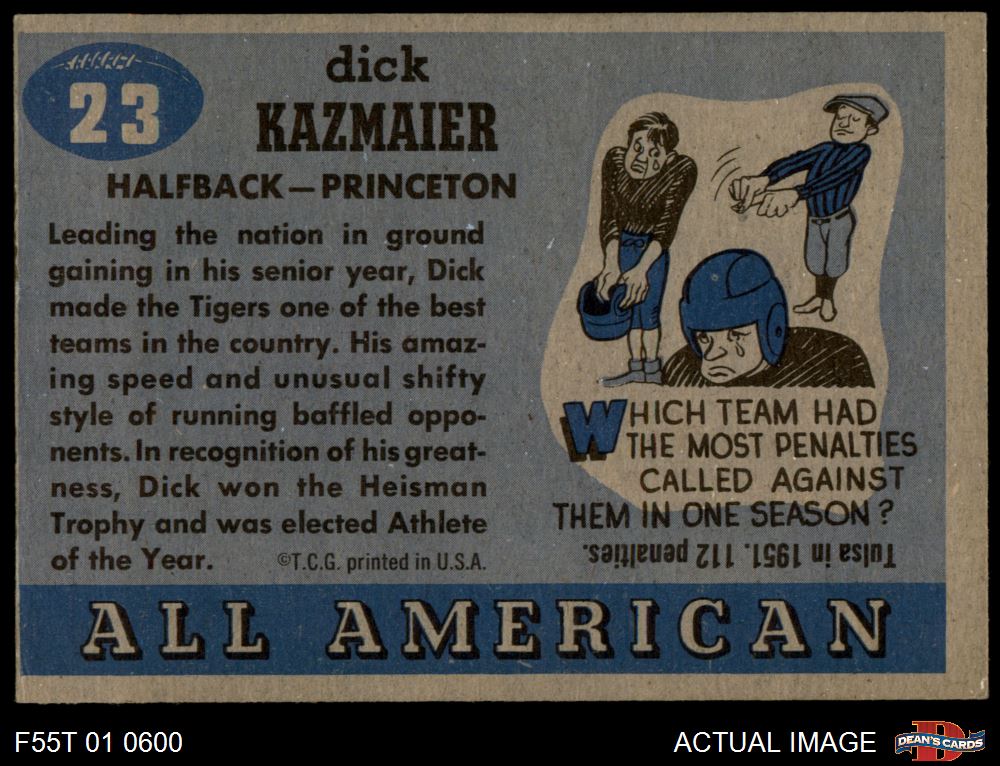 23
dick
KAZMAIER
HALFBACK—PRINCETON
Leading the nation in ground
gaining in his senior year, Dick
made the Tigers one of the best
teams in the country. His amaz-
ing speed and unusual shifty
style of running baffled oppo-
nents. In recognition of his great-
ness, Dick won the Heisman
Trophy and was elected Athlete
of the Year. ©T.C.G. printed in U.S.A.
WHICH TEAM HAD
THE MOST PENALTIES
CALLED AGAINST
THEM IN ONE SEASON?
Tulsa in 1951. 112 penalties.
ALL AMERICAN
F55T 01 0600
ACTUAL IMAGE
D
DEAN'S CARDS